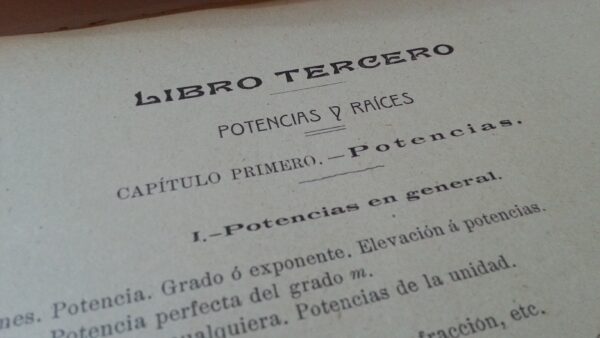 LIBRO TERCERO
POTENCIAS Y RAÍCES
CAPÍTULO PRIMERO.—Potencias.
I.—Potencias en general.
Potencia. Grado ó exponente. Elevación á potencias.
Potencia perfecta del grado m.
Potencias de la unidad.
etc.